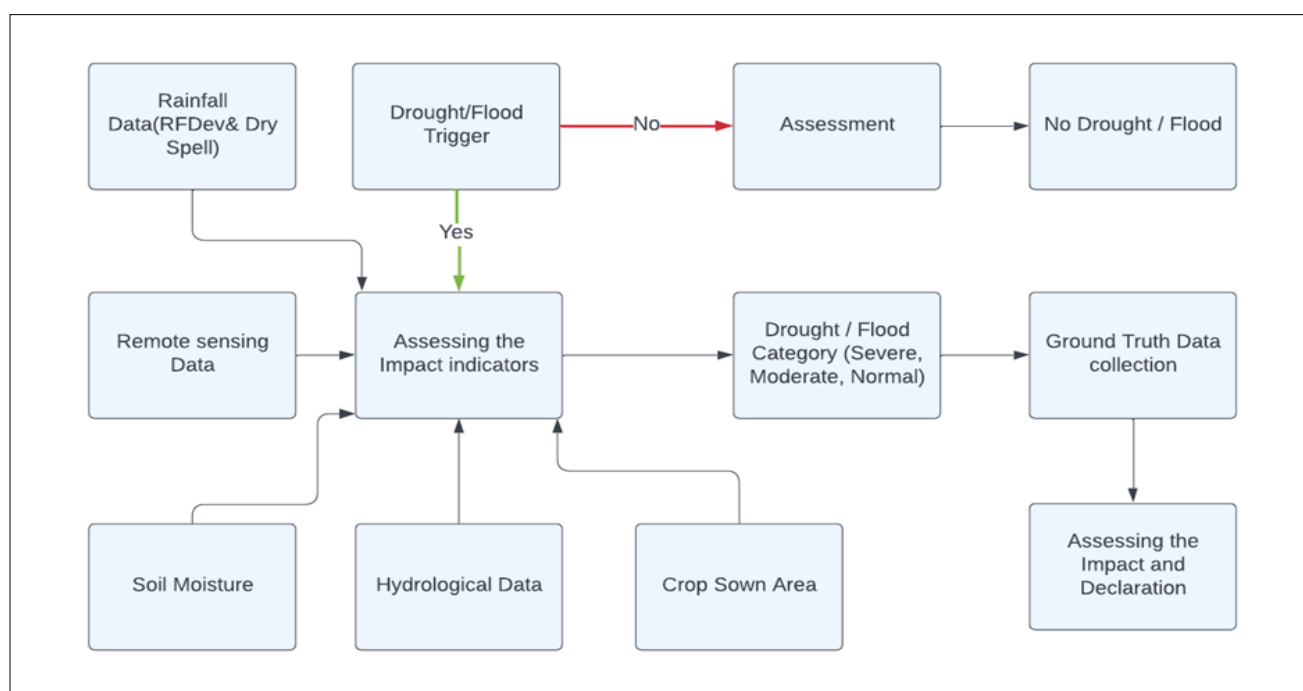 Rainfall
Data(RFDev& Dry
Spell)
Drought/Flood
Trigger
No
Assessment
No Drought / Flood
Yes
Remote sensing
Data
Assessing the
Impact indicators
Drought / Flood
Category (Severe,
Moderate, Normal)
Ground Truth Data
collection
Soil Moisture
Hydrological Data
Crop Sown Area
Assessing the
Impact and
Declaration